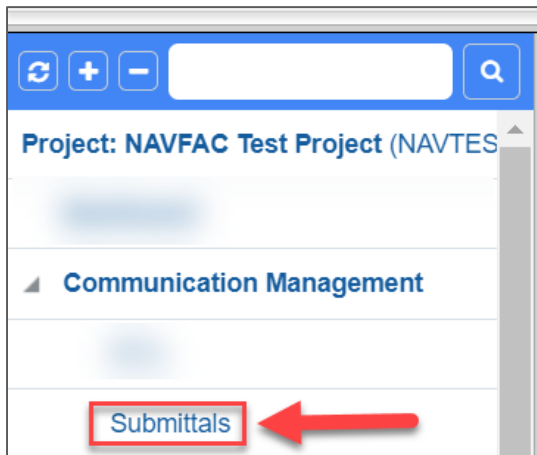 Project: NAVFAC Test Project (NAVTES
Communication Management
Submittals